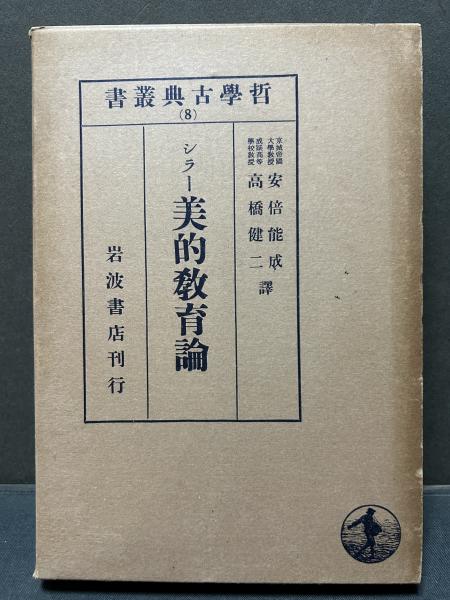 哲學古典叢書
(8)
京城帝國
大學敎授
安倍能成
成蹊高等
學校敎授
高橋健二
譯
シラー 美的敎育論
岩波書店刊行